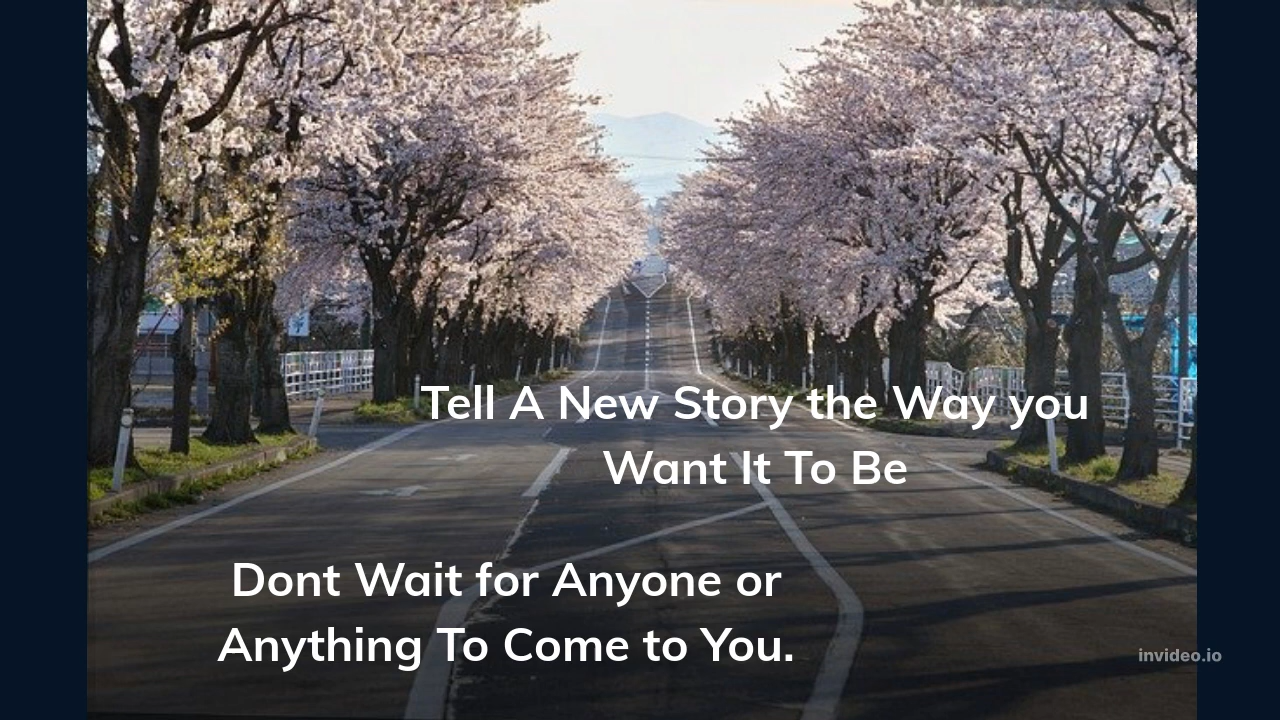 Tell A New Story the Way you
Want It To Be
Dont Wait for Anyone or
Anything To Come to You.
invideo.io